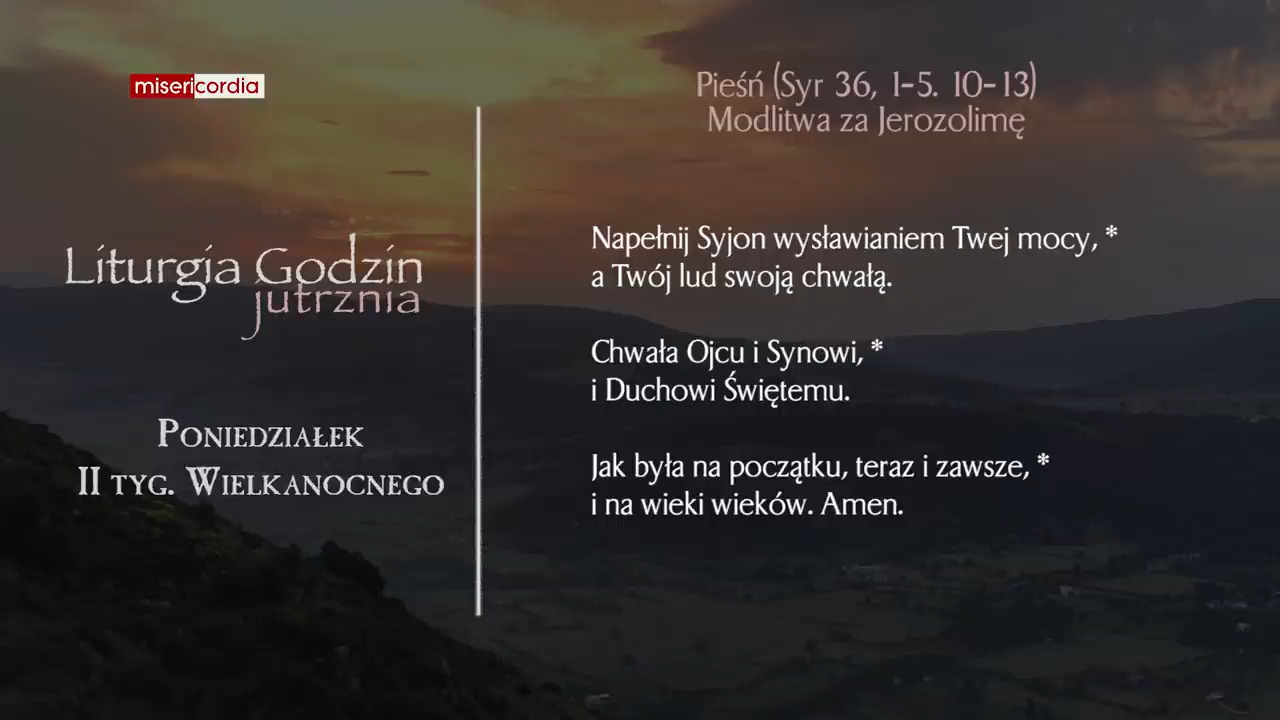 misericordia
Liturgia Godzin
jutrznia
Poniedziałek
II tyg. Wielkanocnego
Pieśń (Syr 36, 1-5. 10-13)
Modlitwa za Jerozolimę
Napełnij Syjon wysławianiem Twej mocy, *
a Twój lud swoją chwałą.
Chwała Ojcu i Synowi, *
i Duchowi Świętemu.
Jak była na początku, teraz i zawsze, *
i na wieki wieków. Amen.